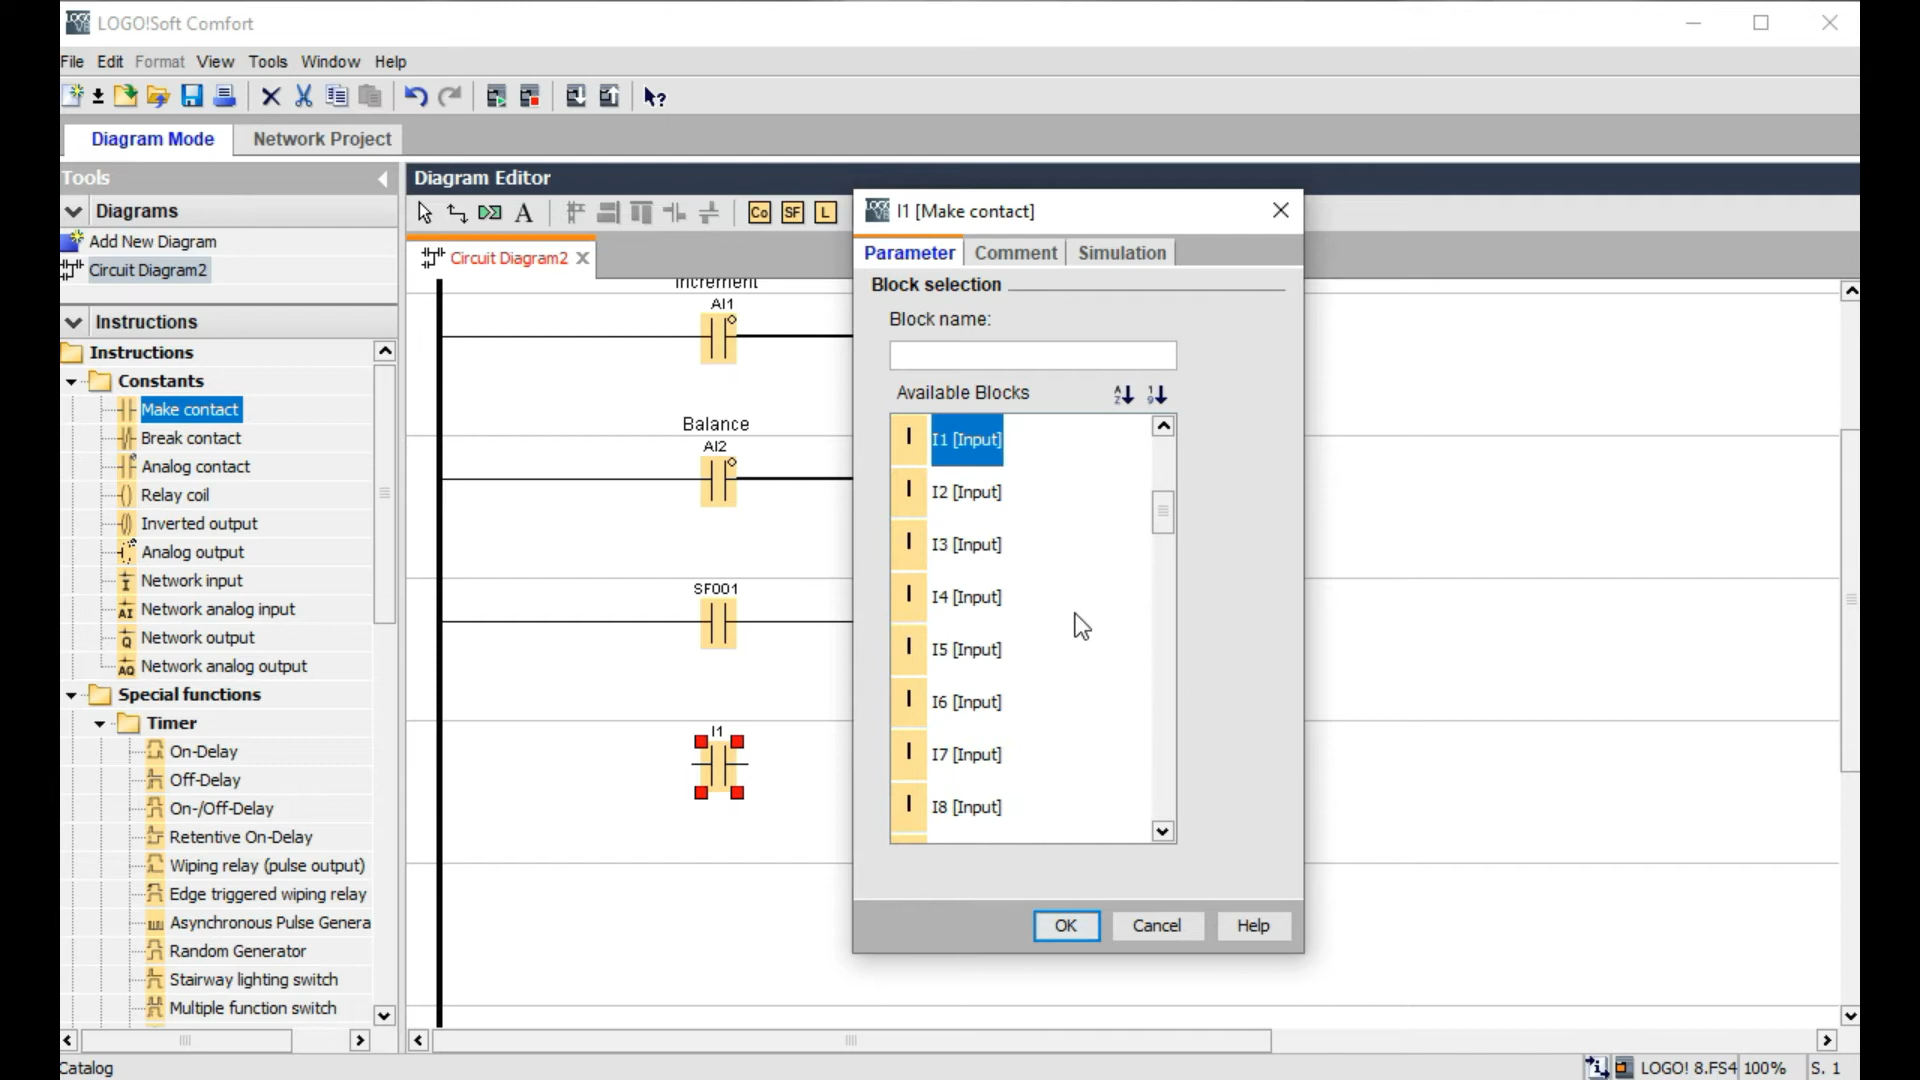 LOGO!Soft Comfort
File Edit Format View Tools Window Help
Diagram Mode Network Project
Tools
Diagrams
Add New Diagram
Circuit Diagram2
Instructions
Instructions
Constants
Make contact
Break contact
Analog contact
Relay coil
Inverted output
Analog output
Network input
Network analog input
Network output
Network analog output
Special functions
Timer
On-Delay
Off-Delay
On-/Off-Delay
Retentive On-Delay
Wiping relay (pulse output)
Edge triggered wiping relay
Asynchronous Pulse Genera
Random Generator
Stairway lighting switch
Multiple function switch
Diagram Editor
A Co SF L
Circuit Diagram2
Increment
AI1
Balance
AI2
SF001
I1
I1 [Make contact]
Parameter Comment Simulation
Block selection
Block name:
Available Blocks
I I1 [Input]
I I2 [Input]
I I3 [Input]
I I4 [Input]
I I5 [Input]
I I6 [Input]
I I7 [Input]
I I8 [Input]
OK Cancel Help
Catalog
LOGO! 8.FS4 100% S. 1